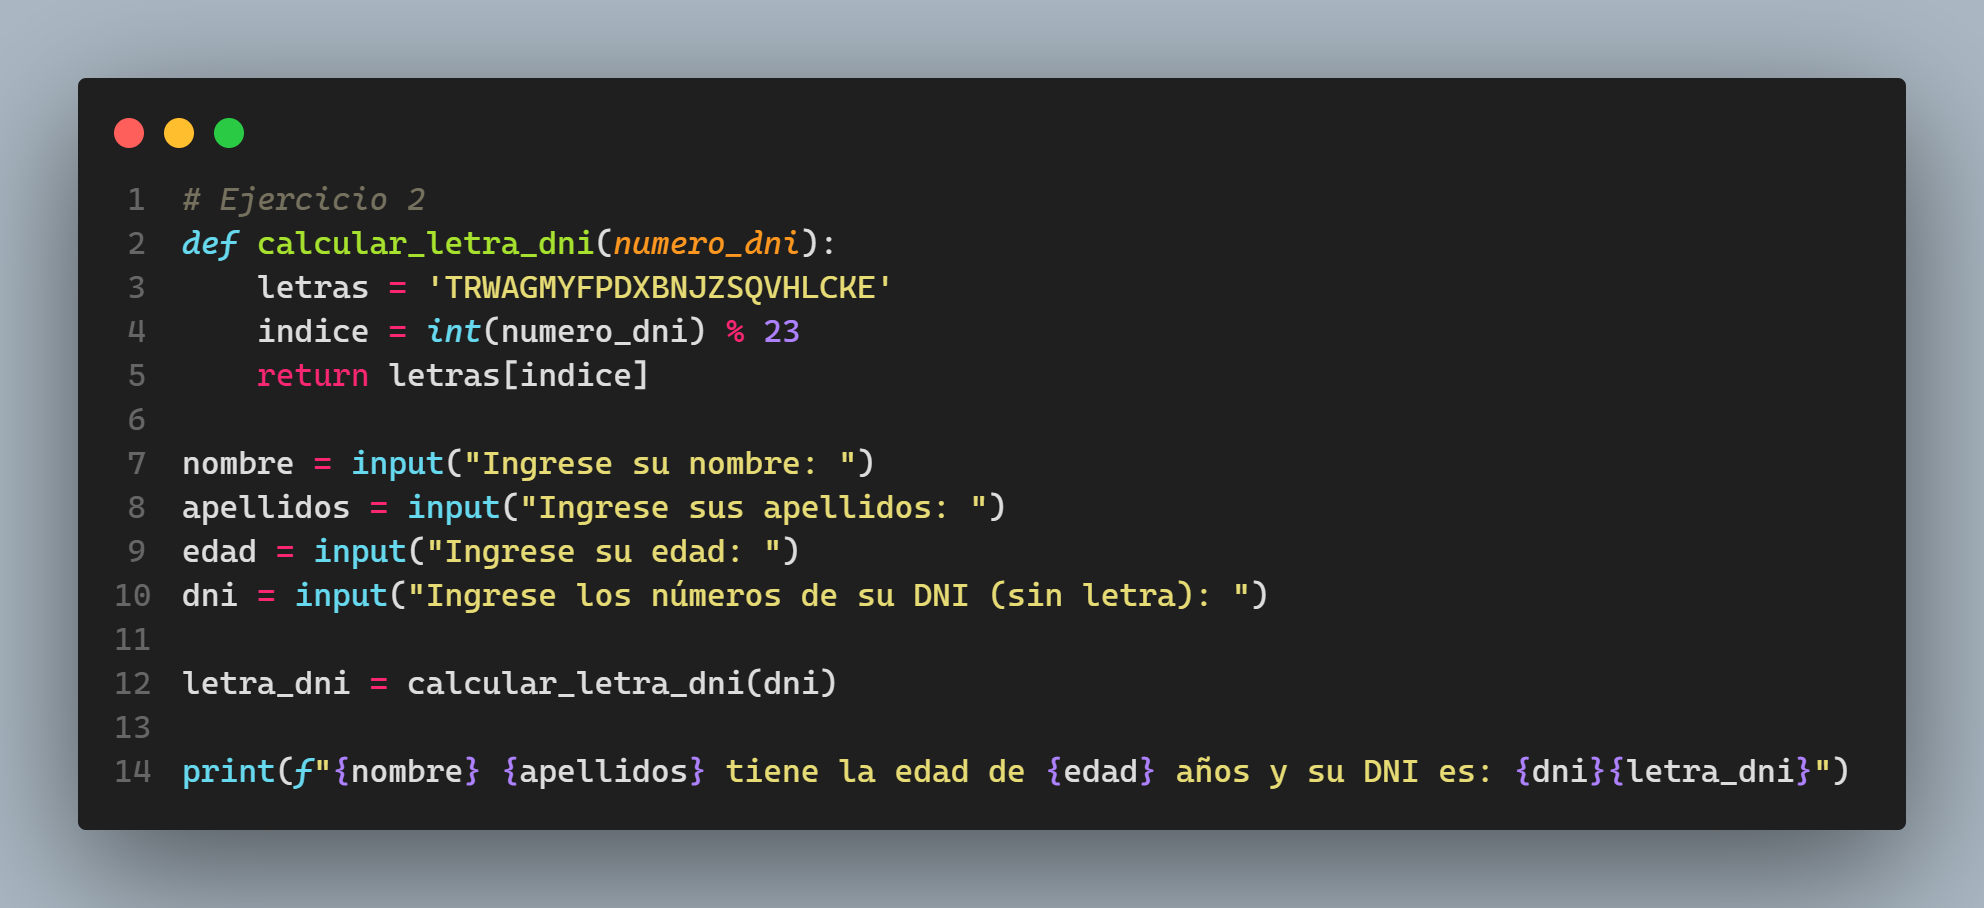 1 # Ejercicio 2
2 def calcular_letra_dni(numero_dni):
3     letras = 'TRWAGMYFPDXBNJZSQVHLCKE'
4     indice = int(numero_dni) % 23
5     return letras[indice]
6
7 nombre = input("Ingrese su nombre: ")
8 apellidos = input("Ingrese sus apellidos: ")
9 edad = input("Ingrese su edad: ")
10 dni = input("Ingrese los números de su DNI (sin letra): ")
11
12 letra_dni = calcular_letra_dni(dni)
13
14 print(f"{nombre} {apellidos} tiene la edad de {edad} años y su DNI es: {dni}{letra_dni}")